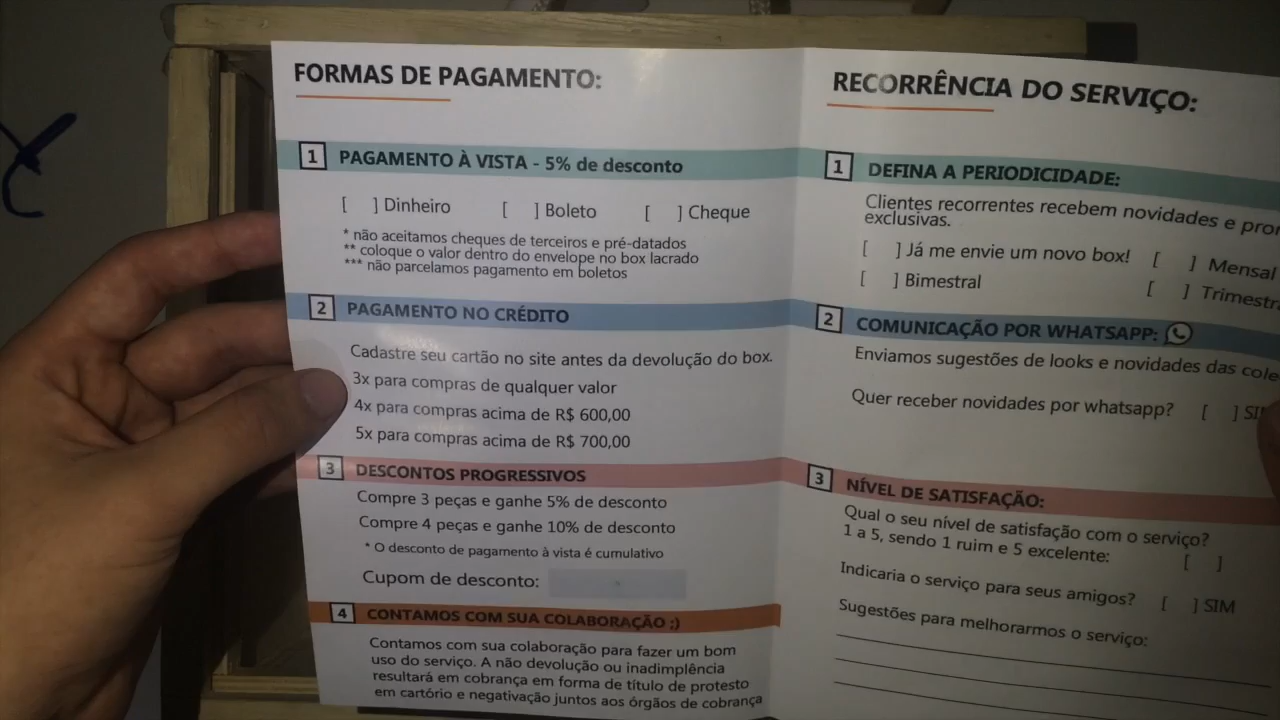 FORMAS DE PAGAMENTO:
1 PAGAMENTO À VISTA - 5% de desconto
[ ] Dinheiro [ ] Boleto [ ] Cheque
* não aceitamos cheques de terceiros e pré-datados
** coloque o valor dentro do envelope no box lacrado
*** não parcelamos pagamento em boletos
2 PAGAMENTO NO CRÉDITO
Cadastre seu cartão no site antes da devolução do box.
3x para compras de qualquer valor
4x para compras acima de R$ 600,00
5x para compras acima de R$ 700,00
3 DESCONTOS PROGRESSIVOS
Compre 3 peças e ganhe 5% de desconto
Compre 4 peças e ganhe 10% de desconto
* O desconto de pagamento à vista é cumulativo
Cupom de desconto:
4 CONTAMOS COM SUA COLABORAÇÃO ;)
Contamos com sua colaboração para fazer um bom
uso do serviço. A não devolução ou inadimplência
resultará em cobrança em forma de título de protesto
em cartório e negativação juntos aos órgãos de cobrança
RECORRÊNCIA DO SERVIÇO:
1 DEFINA A PERIODICIDADE:
Clientes recorrentes recebem novidades e
exclusivas.
[ ] Já me envie um novo box! [ ] Mensal
[ ] Bimestral [ ]
2 COMUNICAÇÃO POR WHATSAPP:
Enviamos sugestões de looks e novidades das
Quer receber novidades por whatsapp? [ ]
3 NÍVEL DE SATISFAÇÃO:
Qual o seu nível de satisfação com o serviço?
1 a 5, sendo 1 ruim e 5 excelente: [ ]
Indicaria o serviço para seus amigos? [ ] SIM
Sugestões para melhorarmos o serviço: